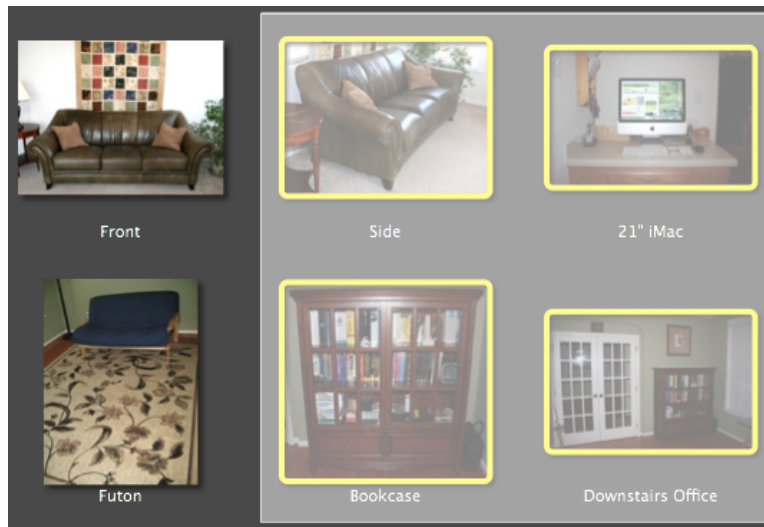 Front
Side
21" iMac
Futon
Bookcase
Downstairs Office